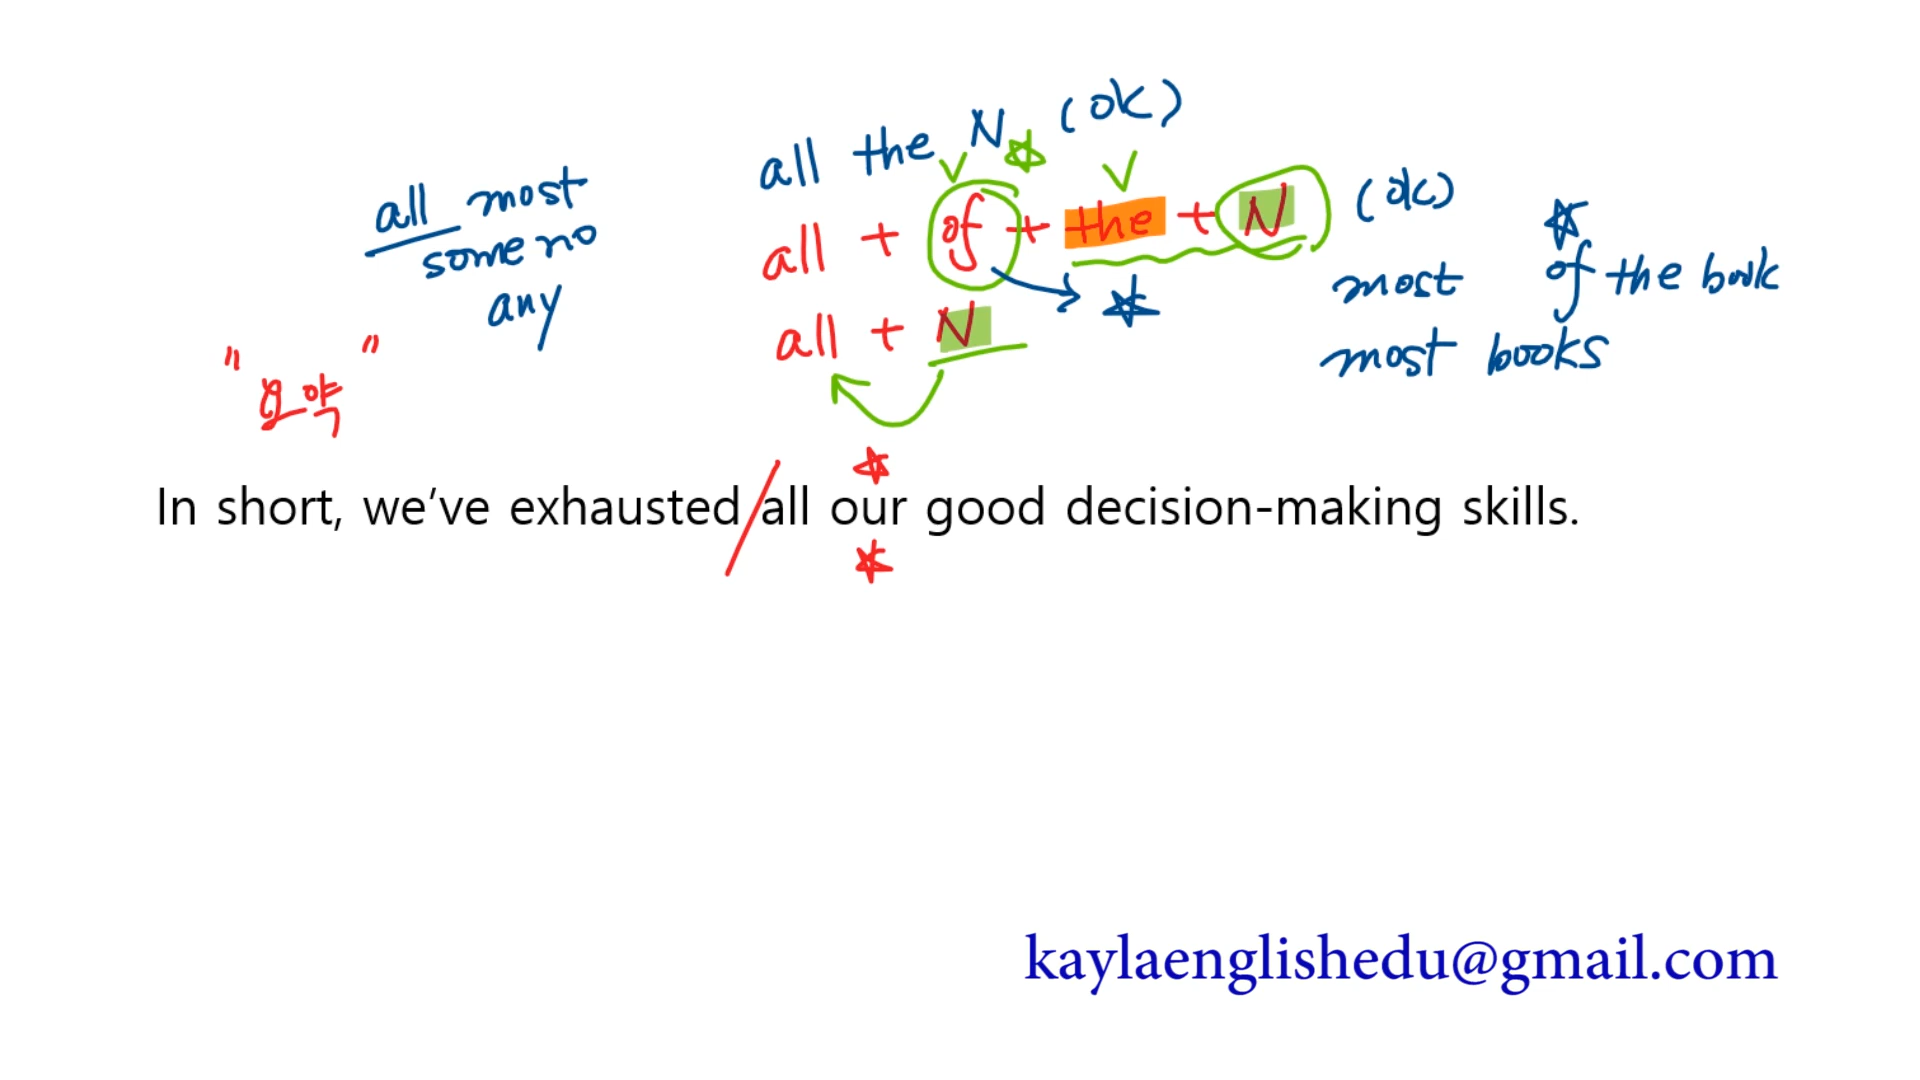 all the N (ok)
all + of + the + N (ok)
all + N
all most
some no
any
most of the book
most books
" 요약 "
In short, we've exhausted all our good decision-making skills.
kaylaenglishedu@gmail.com